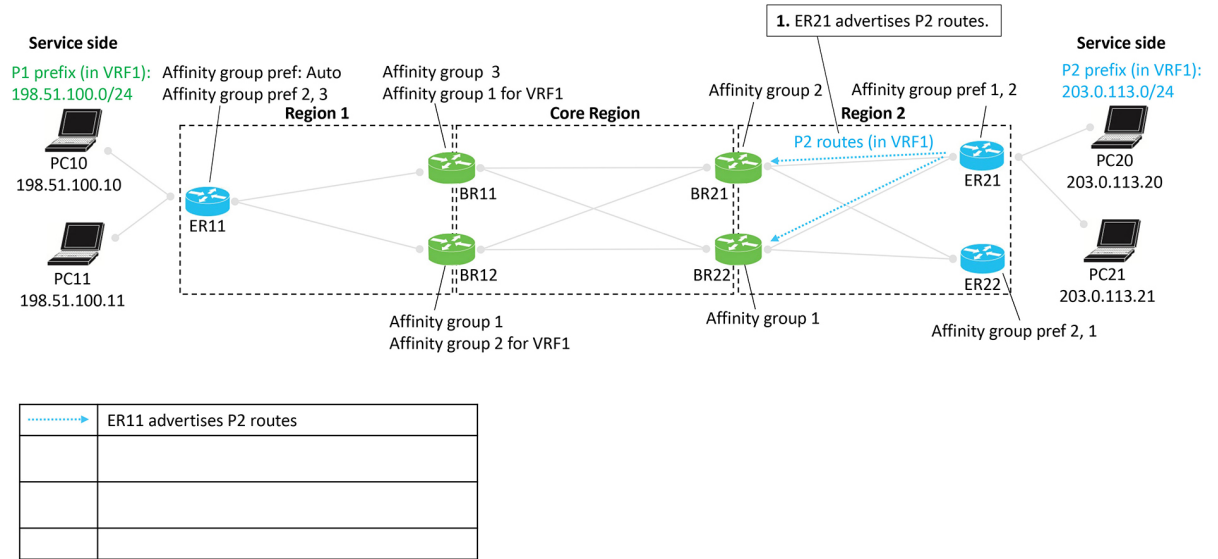 1. ER21 advertises P2 routes.
Service side
P1 prefix (in VRF1):
198.51.100.0/24
Affinity group pref: Auto
Affinity group pref 2, 3
Affinity group  3
Affinity group 1 for VRF1
Affinity group 2
Affinity group pref 1, 2
Service side
P2 prefix (in VRF1):
203.0.113.0/24
Region 1
Core Region
Region 2
P2 routes (in VRF1)
PC10
198.51.100.10
PC11
198.51.100.11
ER11
BR11
BR12
BR21
BR22
ER21
ER22
PC20
203.0.113.20
PC21
203.0.113.21
Affinity group 1
Affinity group 2 for VRF1
Affinity group 1
Affinity group pref 2, 1
ER11 advertises P2 routes